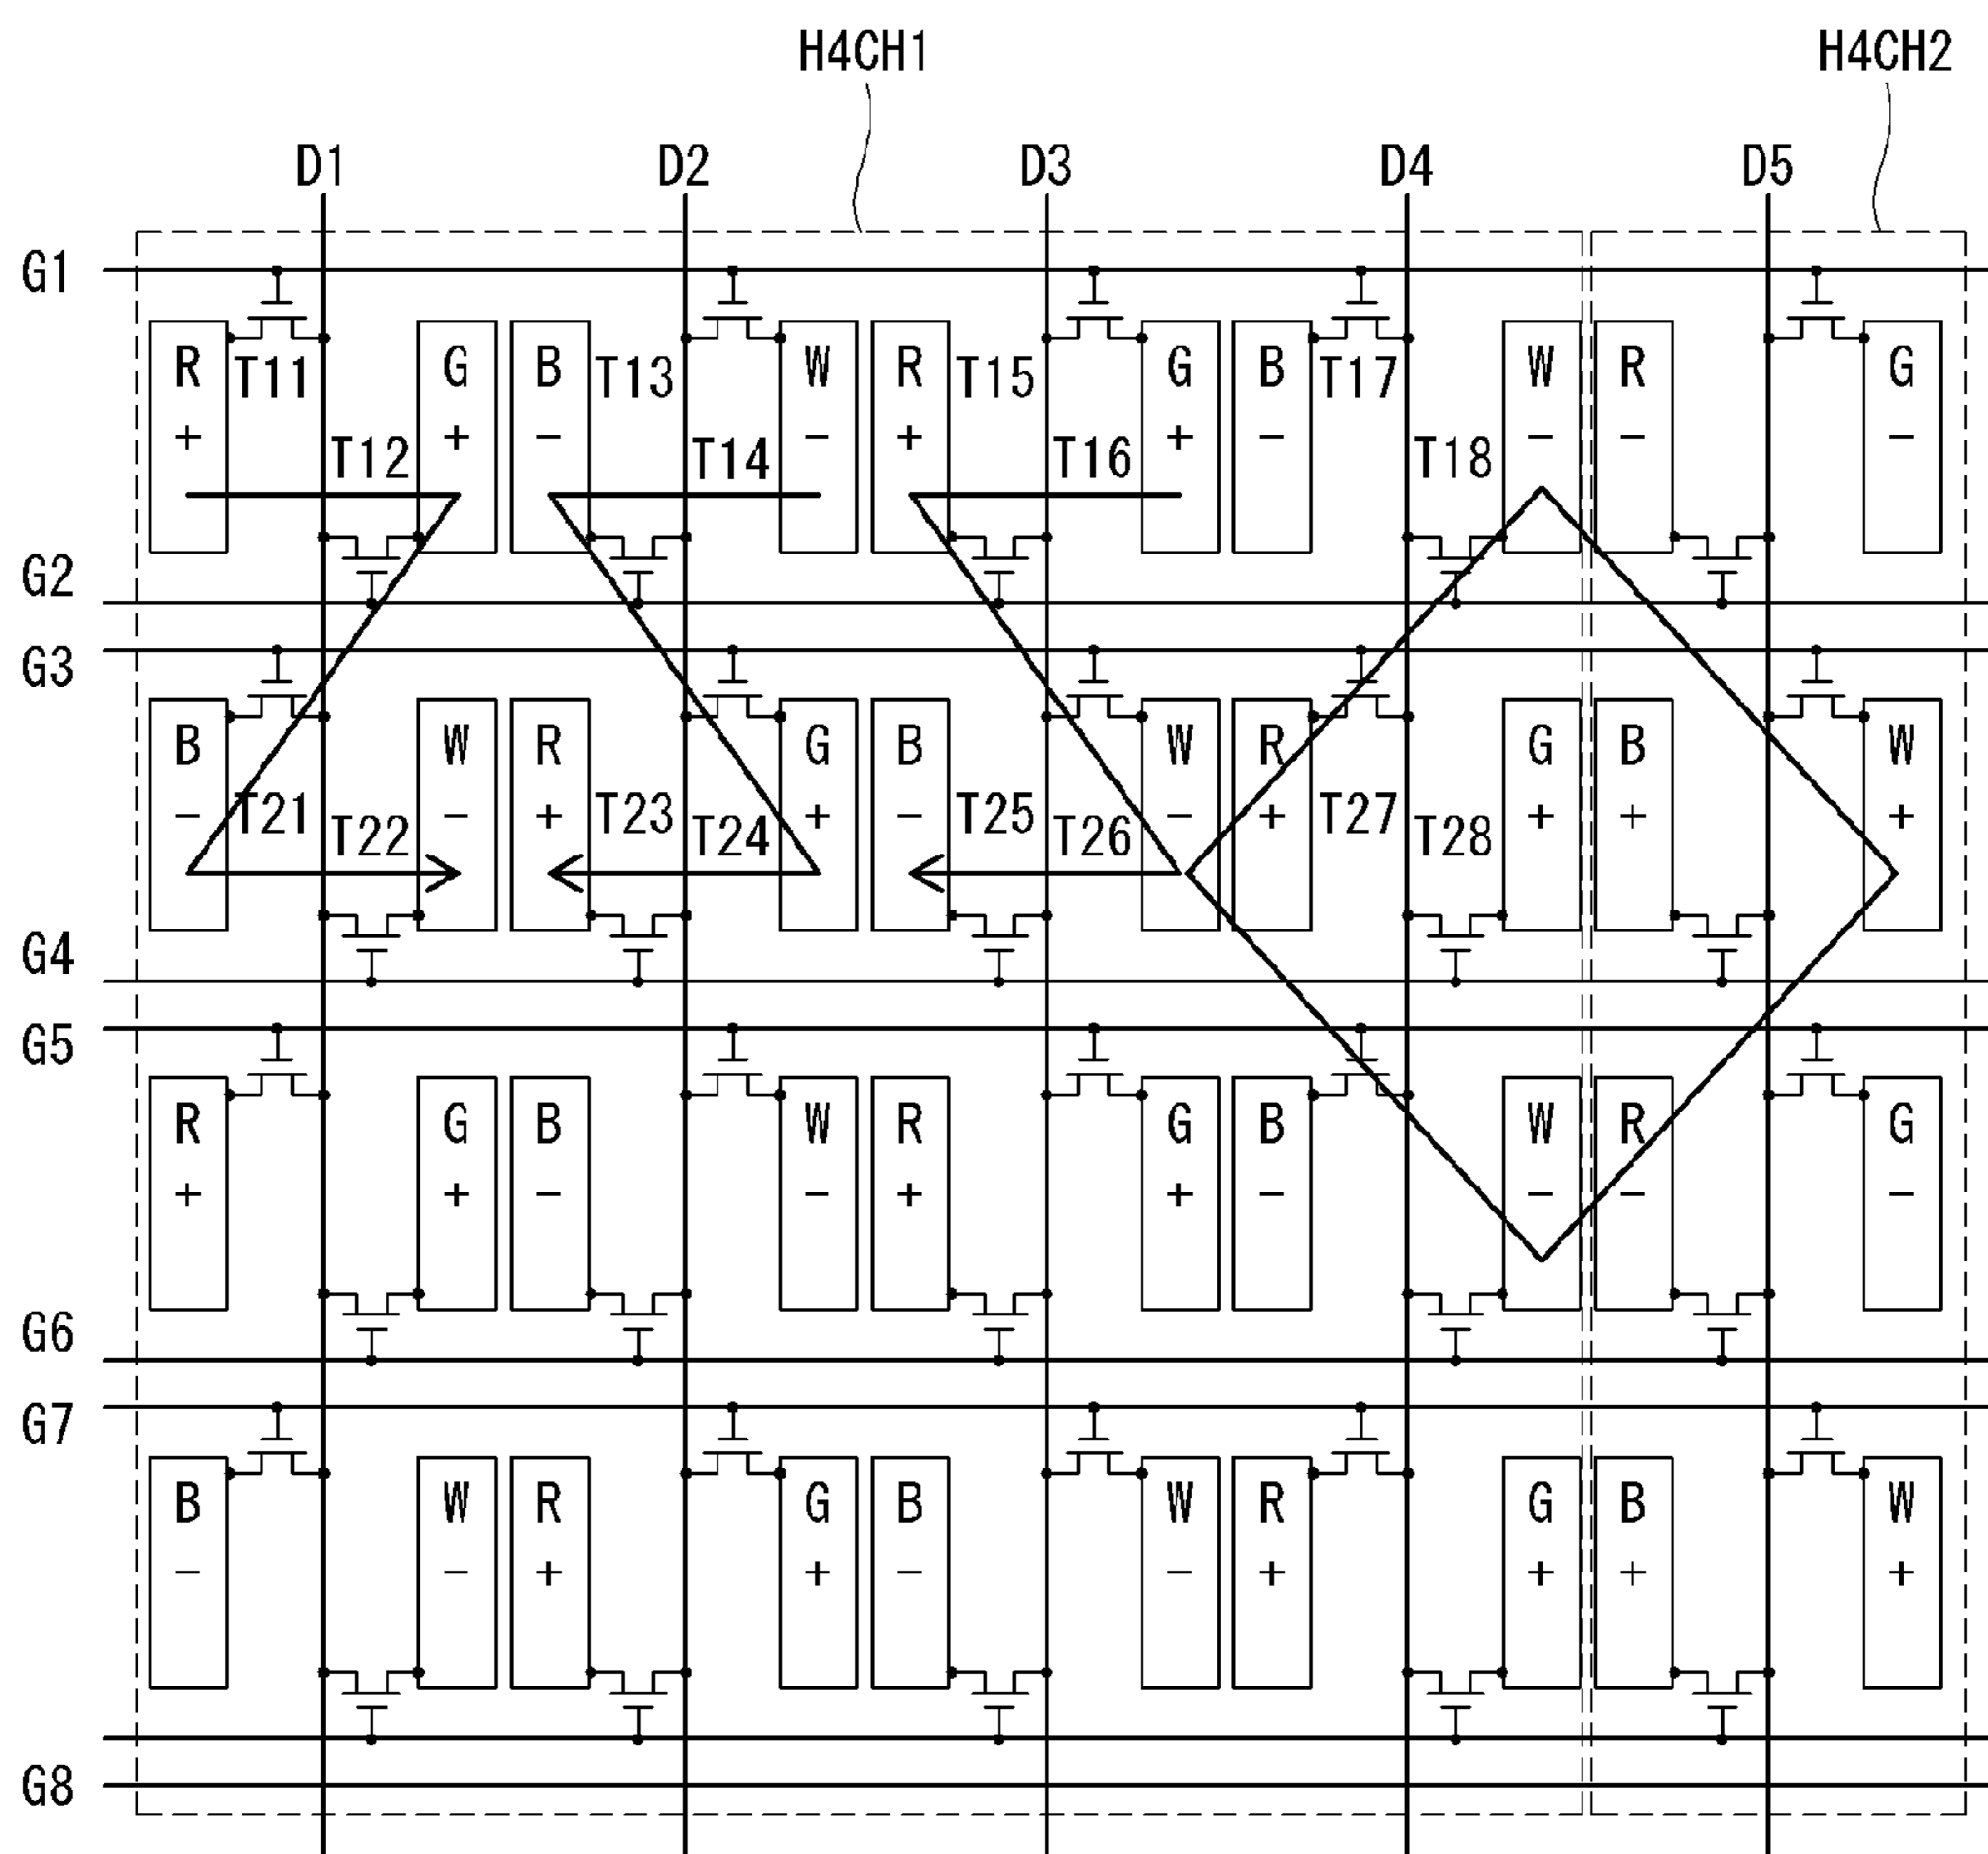 H4CH1 H4CH2
D1 D2 D3 D4 D5
G1
R T11 G B T13 W R T15 G B T17 W R G
+ T12 + - T14 - + T16 + - T18 - - -
G2
G3
B W R G B W R G B W
- T21 T22 - + T23 T24 + - T25 T26 - + T27 T28 + + +
G4
G5
R G B W R G B W R G
+ + - - + + - - - -
G6
G7
B W R G B W R G B W
- - + + - - + + + +
G8